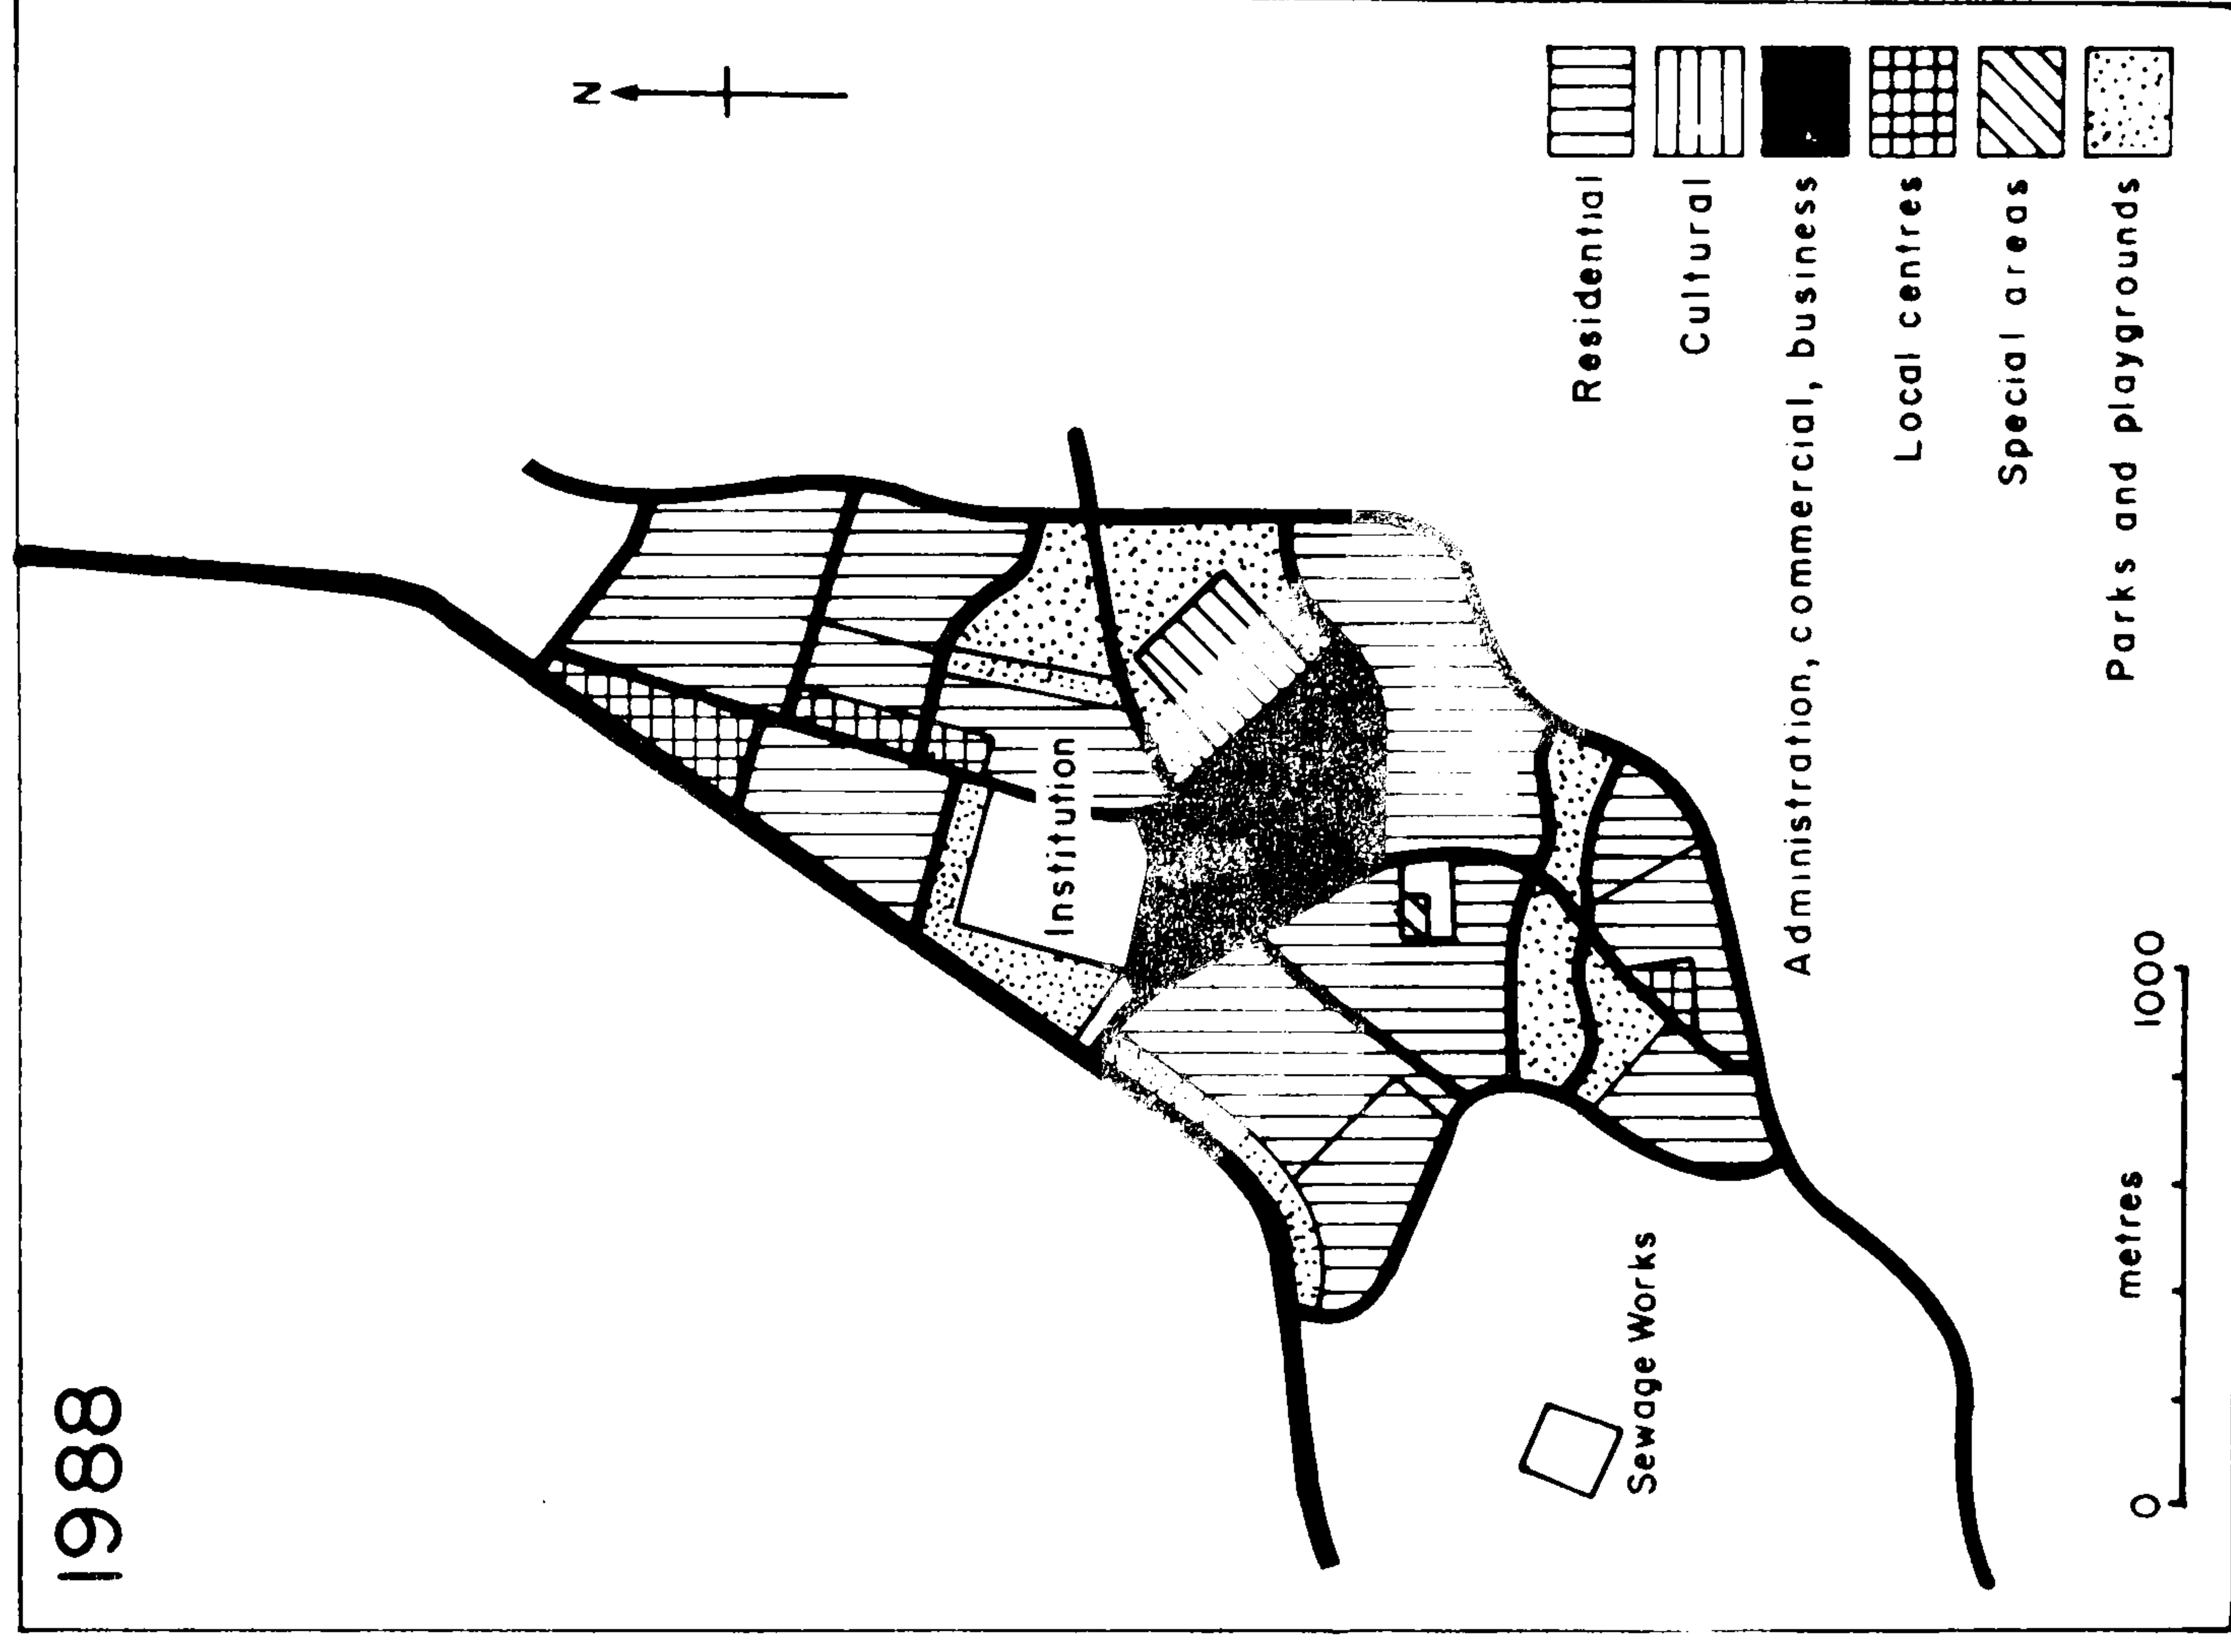 1988
N
Institution
Sewage Works
Residential
Cultural
Administration, commercial, business
Local centres
Special areas
Parks and playgrounds
0 metres 1000